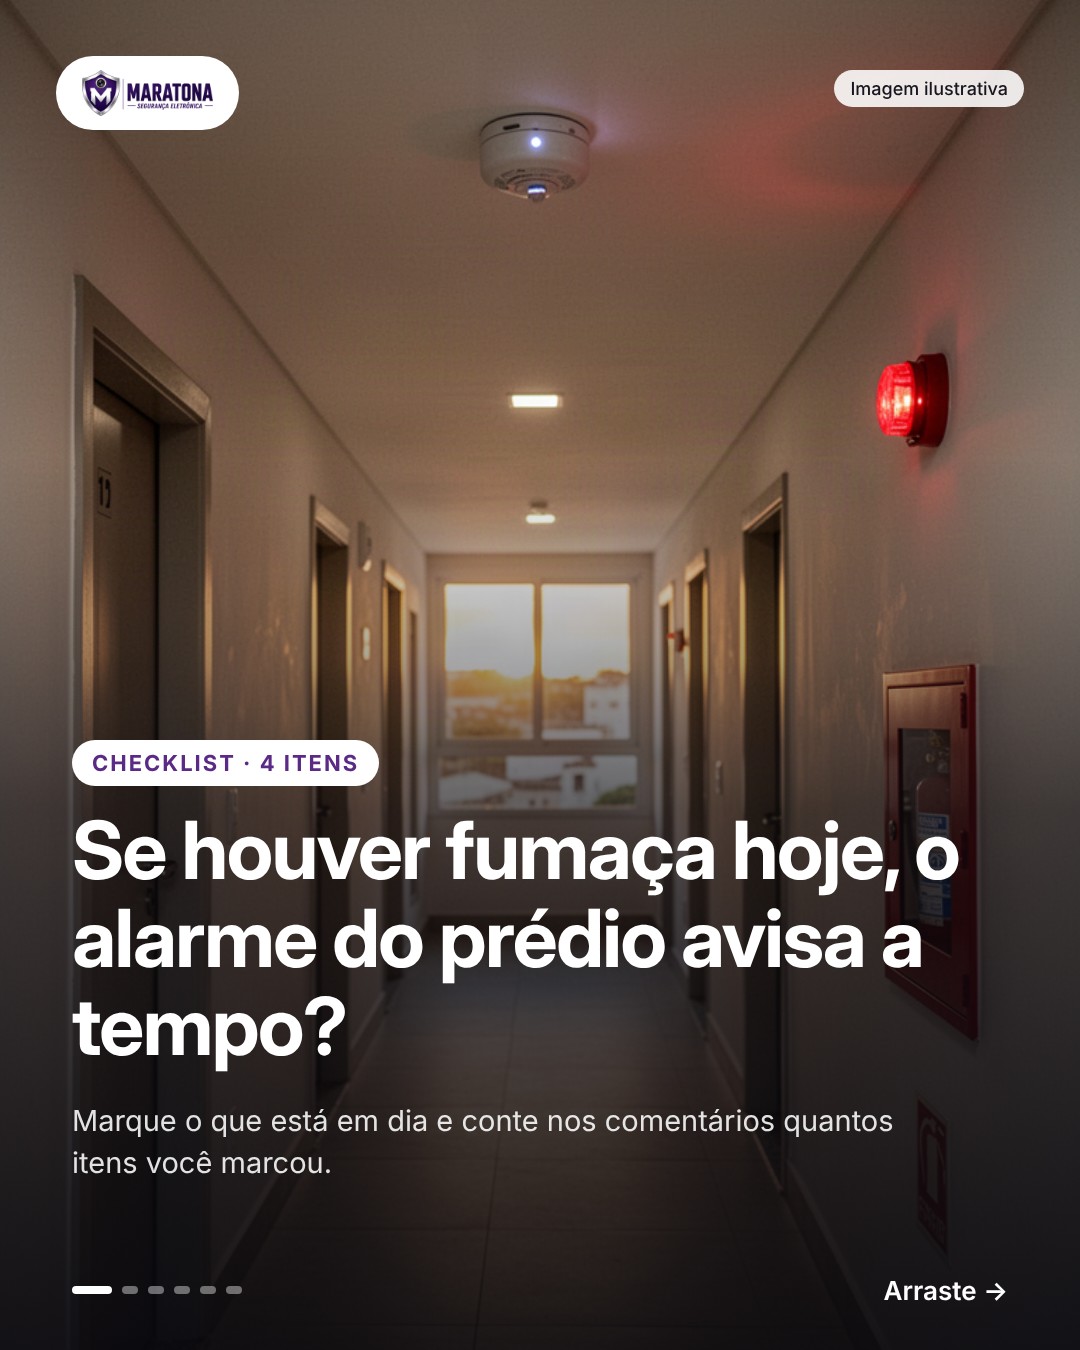 MARATONA
SEGURANÇA ELETRÔNICA
Imagem ilustrativa
12
CHECKLIST · 4 ITENS
Se houver fumaça hoje, o
alarme do prédio avisa a
tempo?
Marque o que está em dia e conte nos comentários quantos
itens você marcou.
Arraste →